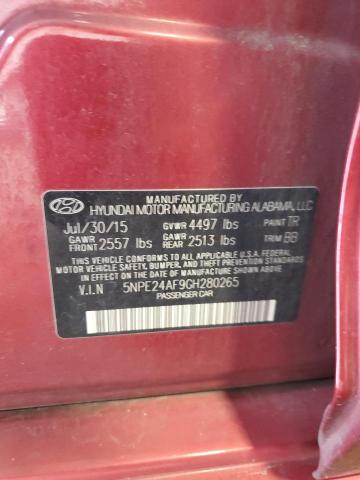 MANUFACTURED BY
HYUNDAI MOTOR MANUFACTURING ALABAMA, LLC
Jul/30/15 GVWR 4497 lbs PAINT TR
GAWR FRONT 2557 lbs GAWR REAR 2513 lbs TRIM BB
THIS VEHICLE CONFORMS TO ALL APPLICABLE U.S.A. FEDERAL
MOTOR VEHICLE SAFETY, BUMPER, AND THEFT PREVENTION STANDARDS
IN EFFECT ON THE DATE OF MANUFACTURE SHOWN ABOVE.
V.I.N 5NPE24AF9GH280265
PASSENGER CAR